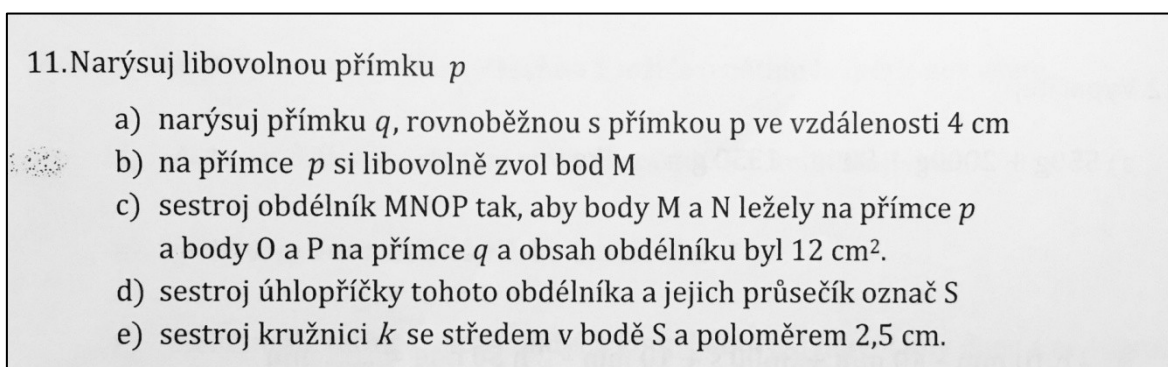 11.Narýsuj libovolnou přímku p
a) narýsuj přímku q, rovnoběžnou s přímkou p ve vzdálenosti 4 cm
b) na přímce p si libovolně zvol bod M
c) sestroj obdélník MNOP tak, aby body M a N ležely na přímce p
a body O a P na přímce q a obsah obdélníku byl 12 cm².
d) sestroj úhlopříčky tohoto obdélníka a jejich průsečík označ S
e) sestroj kružnici k se středem v bodě S a poloměrem 2,5 cm.